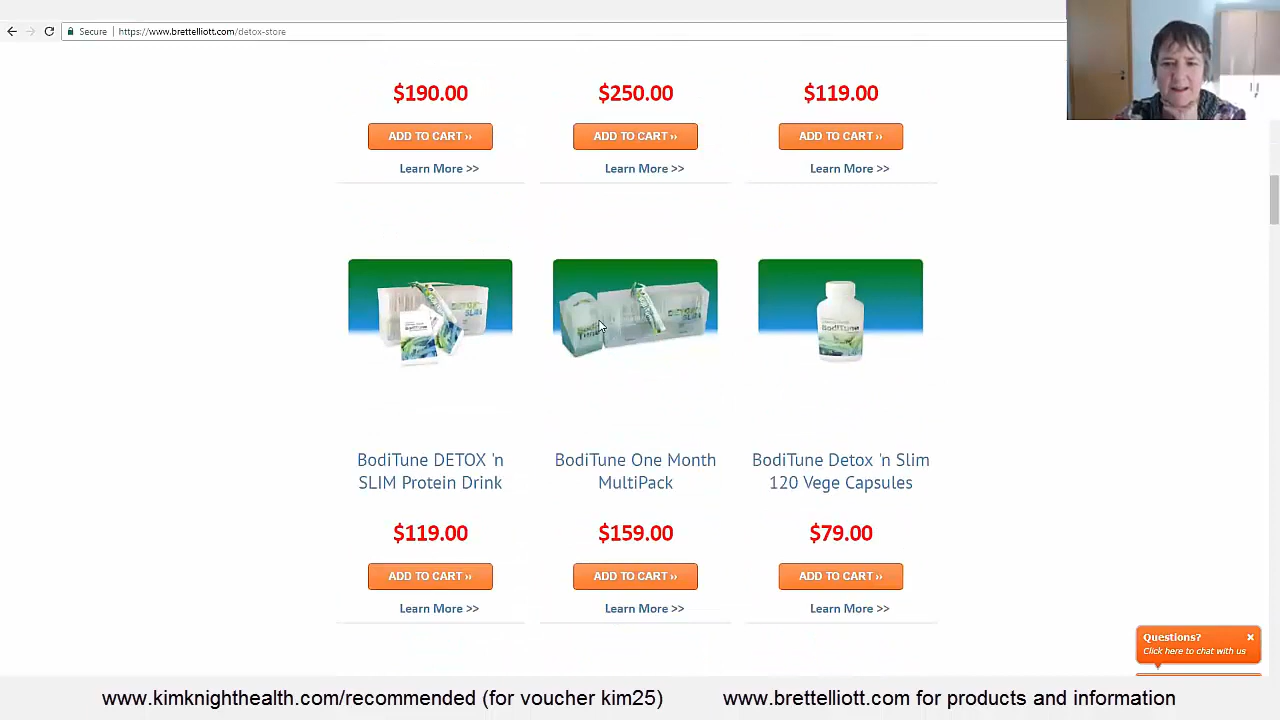 Secure https://www.brettelliott.com/detox-store
$190.00 $250.00 $119.00
ADD TO CART ›› ADD TO CART ›› ADD TO CART ››
Learn More >> Learn More >> Learn More >>
BodiTune DETOX 'n
SLIM Protein Drink
BodiTune One Month
MultiPack
BodiTune Detox 'n Slim
120 Vege Capsules
$119.00 $159.00 $79.00
ADD TO CART ›› ADD TO CART ›› ADD TO CART ››
Learn More >> Learn More >> Learn More >>
Questions?
Click here to chat with us
www.kimknighthealth.com/recommended (for voucher kim25) www.brettelliott.com for products and information